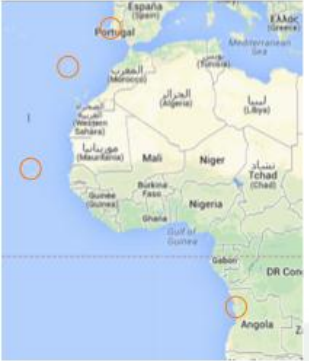 España
(Spain)
Portugal
Ελλάς
(Greece)
Mediterranean
Sea
المغرب
(Morocco)
تونس
(Tunisia)
الجزائر
(Algeria)
ليبيا
(Libya)
الصحراء
الغربية
(Western
Sahara)
موريتانيا
(Mauritania)
Mali
Niger
تشاد
Tchad
(Chad)
Burkina
Faso
Guinée
(Guinea)
Nigeria
Ghana
Gulf of
Guinea
Gabon
DR Con
Angola
Z